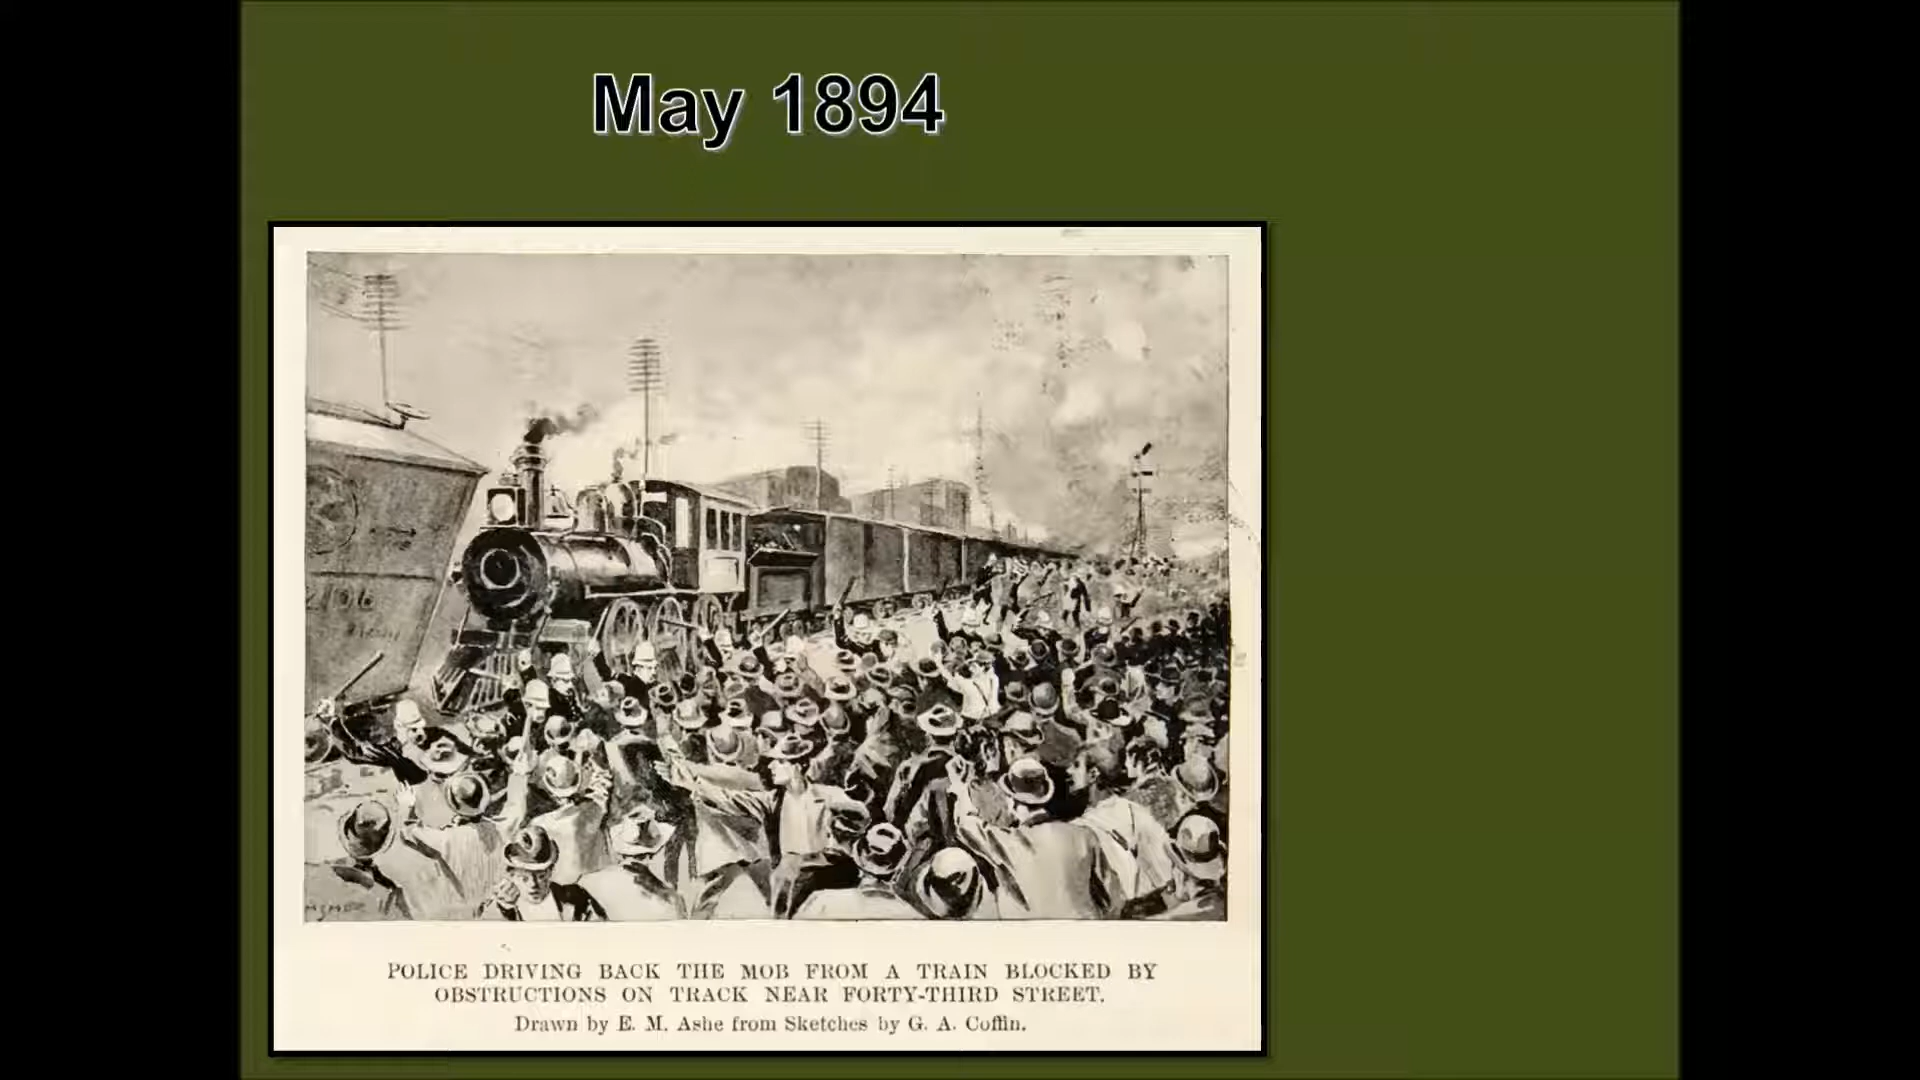 May 1894
POLICE DRIVING BACK THE MOB FROM A TRAIN BLOCKED BY
OBSTRUCTIONS ON TRACK NEAR FORTY-THIRD STREET.
Drawn by E. M. Ashe from Sketches by G. A. Coffin.